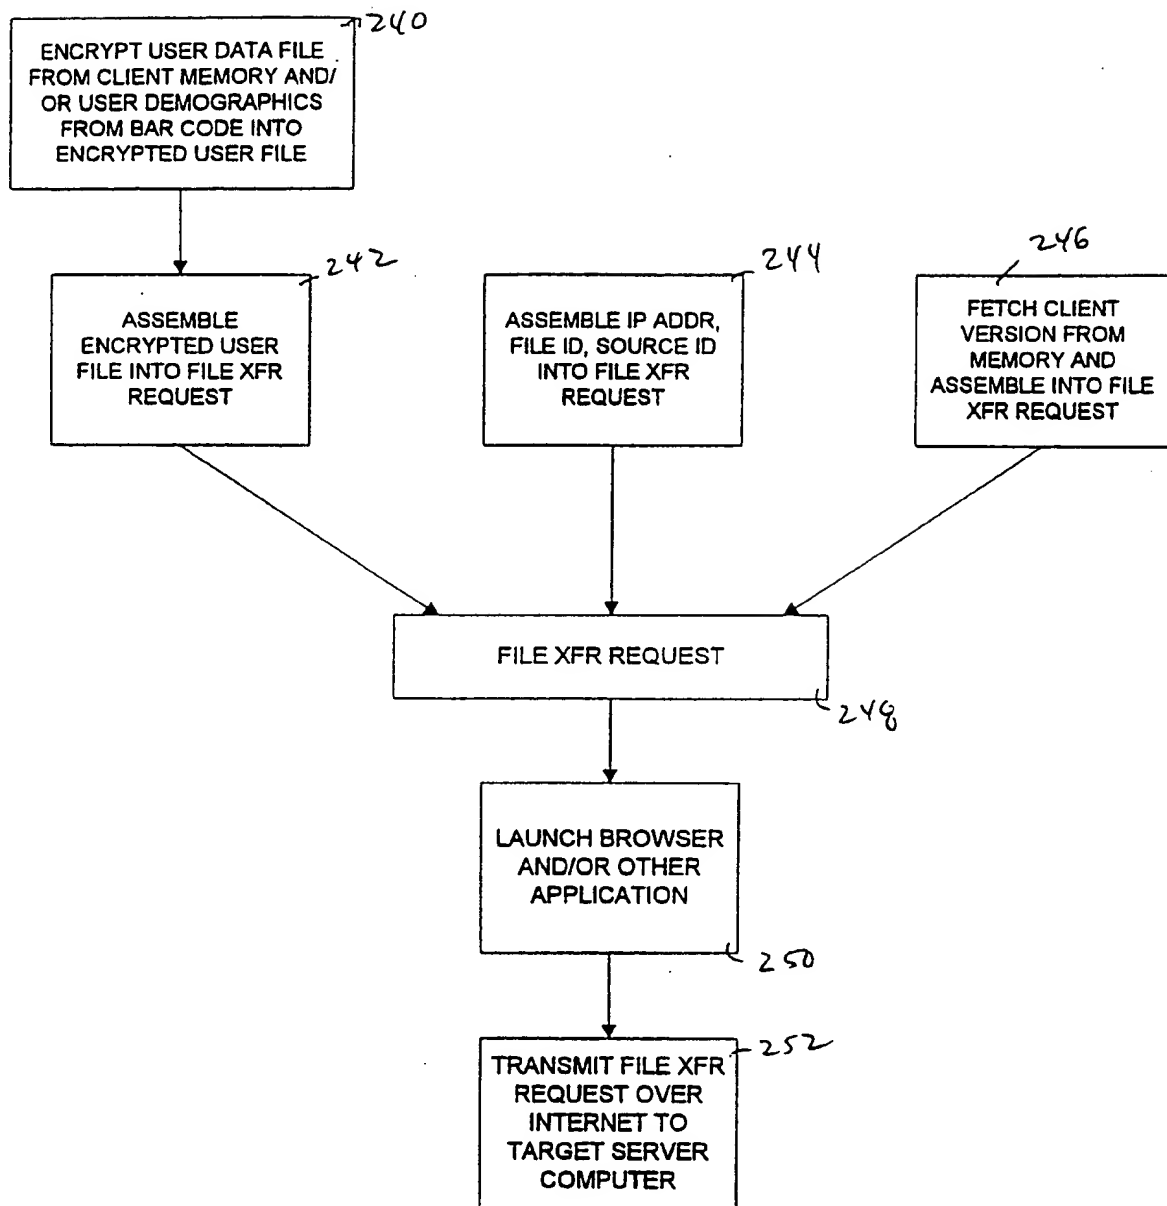 240
ENCRYPT USER DATA FILE
FROM CLIENT MEMORY AND/
OR USER DEMOGRAPHICS
FROM BAR CODE INTO
ENCRYPTED USER FILE
242
ASSEMBLE
ENCRYPTED USER
FILE INTO FILE XFR
REQUEST
244
ASSEMBLE IP ADDR,
FILE ID, SOURCE ID
INTO FILE XFR
REQUEST
246
FETCH CLIENT
VERSION FROM
MEMORY AND
ASSEMBLE INTO FILE
XFR REQUEST
FILE XFR REQUEST
248
LAUNCH BROWSER
AND/OR OTHER
APPLICATION
250
252
TRANSMIT FILE XFR
REQUEST OVER
INTERNET TO
TARGET SERVER
COMPUTER